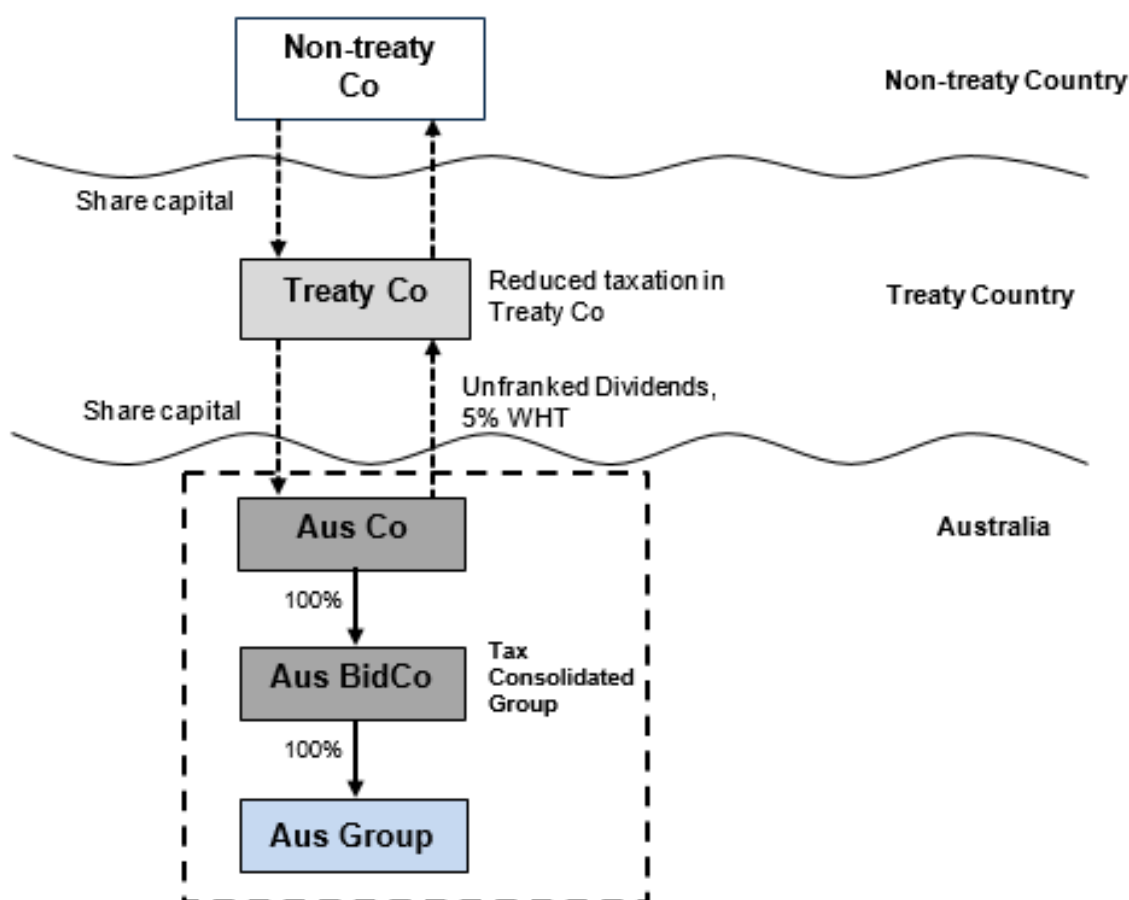 Non-treaty
Co
Non-treaty Country
Share capital
Treaty Co
Reduced taxation in
Treaty Co
Treaty Country
Share capital
Unfranked Dividends,
5% WHT
Aus Co
Australia
100%
Aus BidCo
Tax
Consolidated
Group
100%
Aus Group